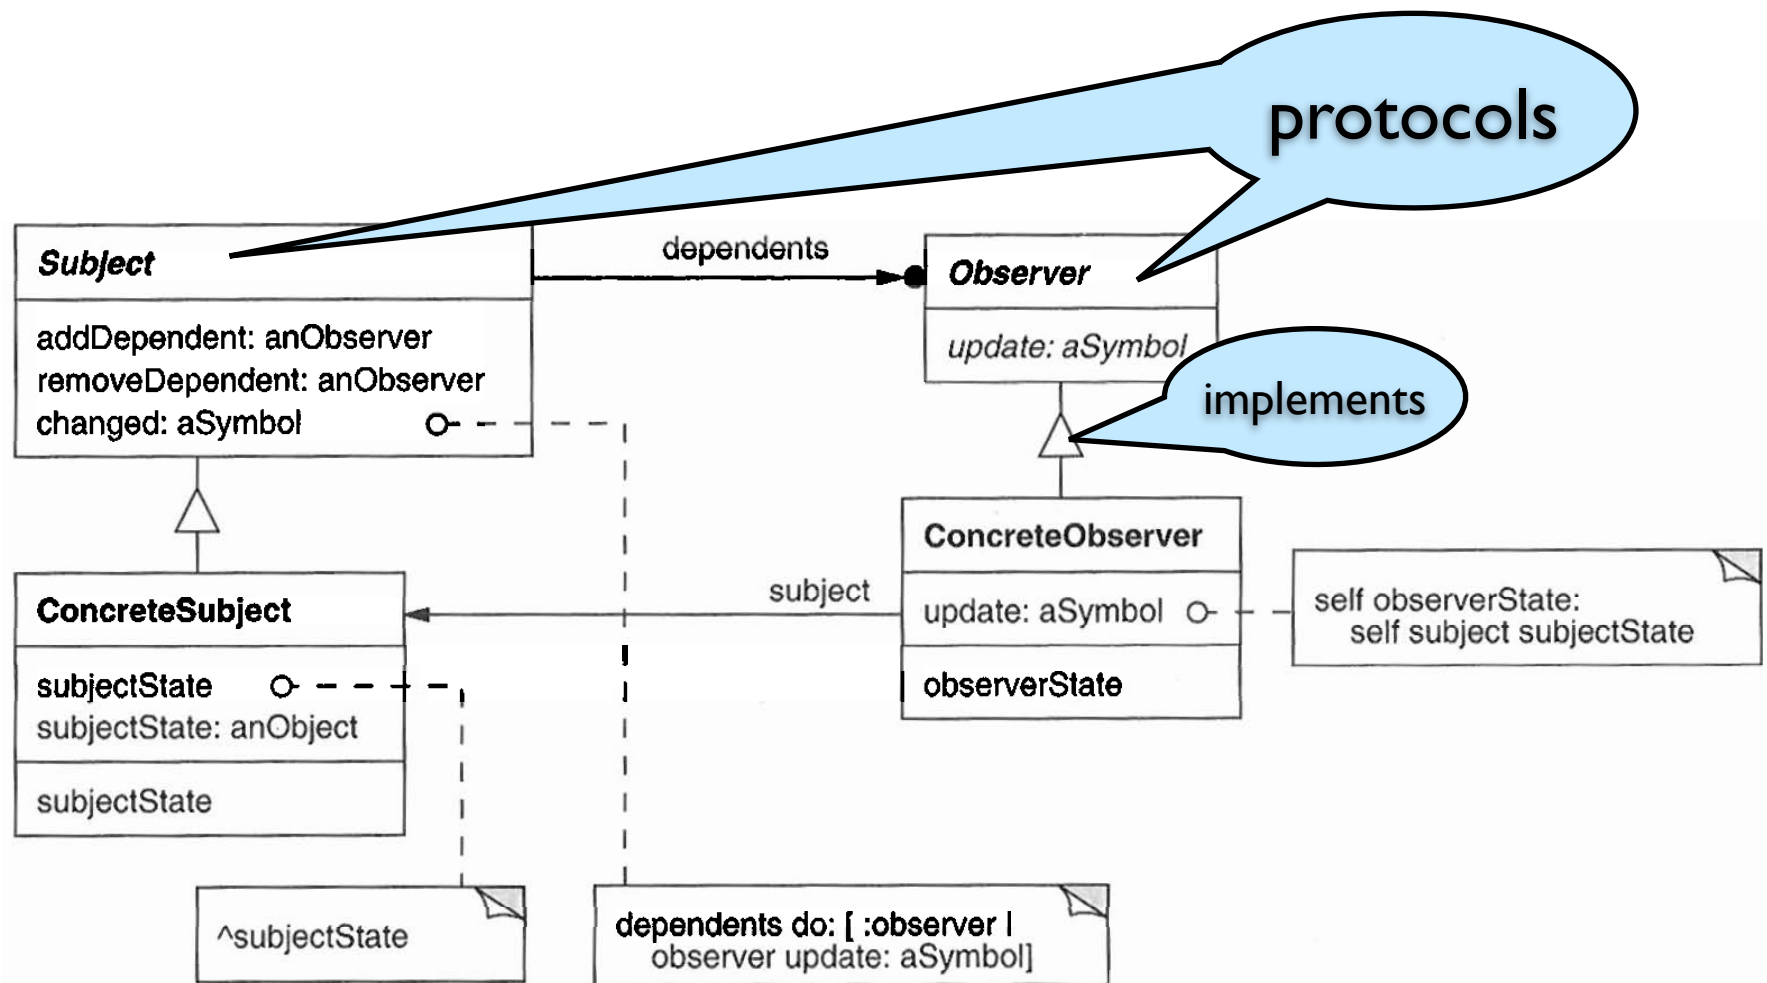 protocols
Subject
addDependent: anObserver
removeDependent: anObserver
changed: aSymbol
dependents
Observer
update: aSymbol
implements
ConcreteSubject
subjectState
subjectState: anObject
subjectState
subject
ConcreteObserver
update: aSymbol
observerState
self observerState:
self subject subjectState
^subjectState
dependents do: [ :observer |
observer update: aSymbol]